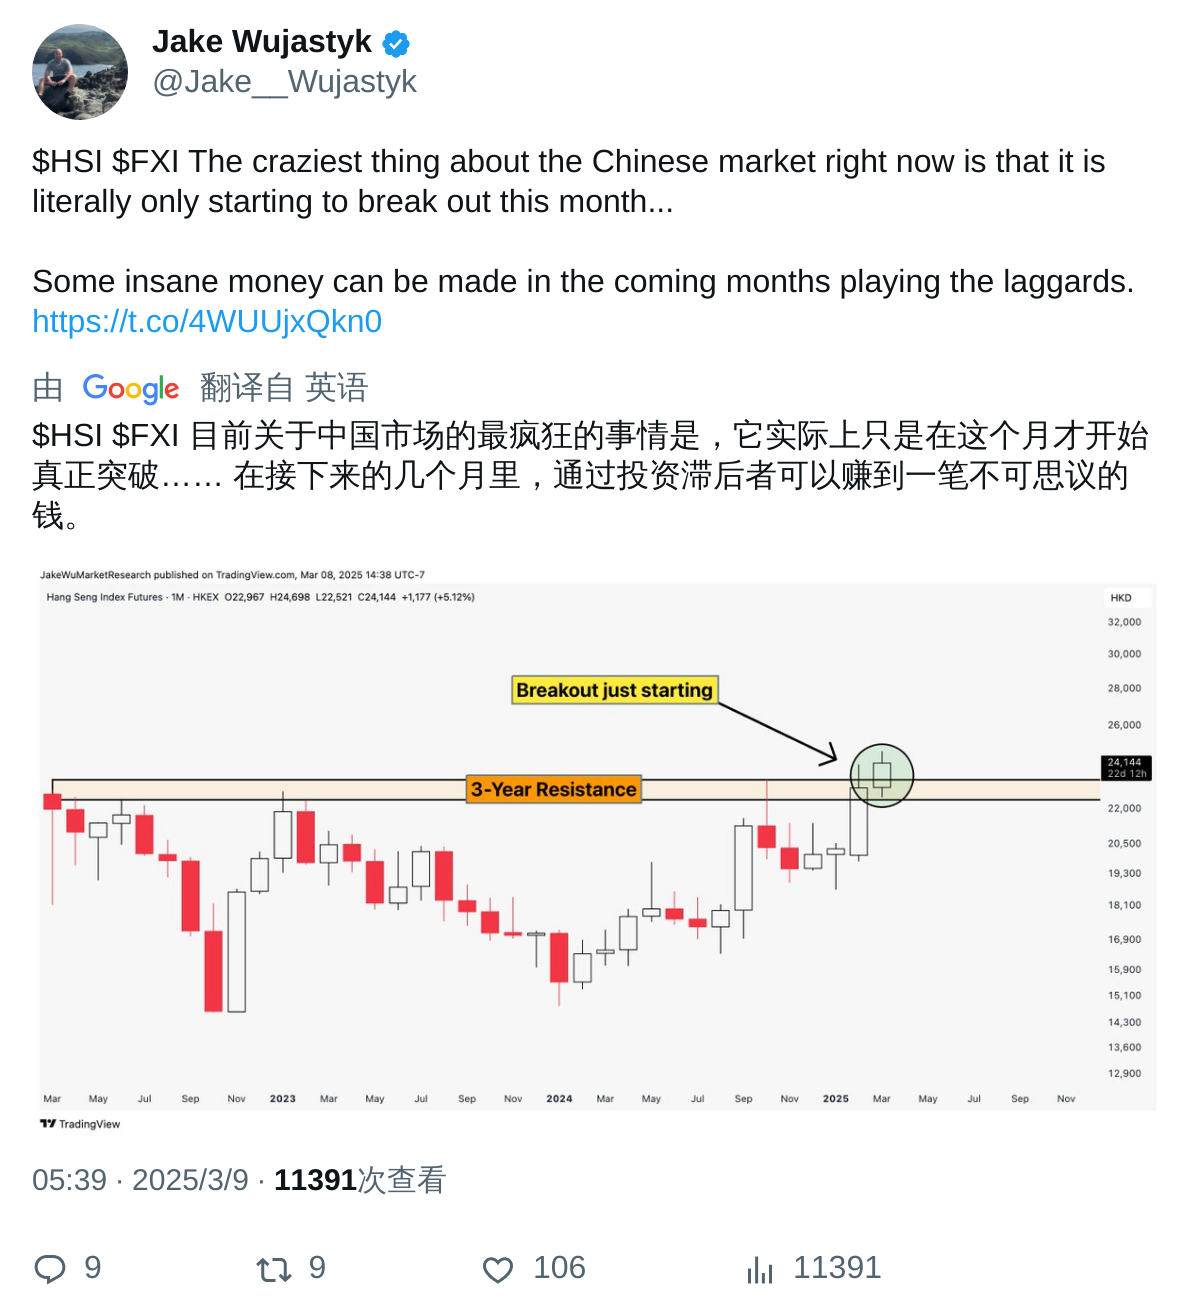 Jake Wujastyk
@Jake__Wujastyk
$HSI $FXI The craziest thing about the Chinese market right now is that it is
literally only starting to break out this month...
Some insane money can be made in the coming months playing the laggards.
https://t.co/4WUUjxQkn0
由 Google 翻译自 英语
$HSI $FXI 目前关于中国市场的最疯狂的事情是，它实际上只是在这个月才开始
真正突破…… 在接下来的几个月里，通过投资滞后者可以赚到一笔不可思议的
钱。
JakeWuMarketResearch published on TradingView.com, Mar 08, 2025 14:38 UTC-7
Hang Seng Index Futures · 1M · HKEX O22,967 H24,698 L22,521 C24,144 +1,177 (+5.12%)
HKD
32,000
30,000
28,000
26,000
24,144
22d 12h
22,000
20,500
19,300
18,100
16,900
15,900
15,100
14,300
13,600
12,900
Breakout just starting
3-Year Resistance
Mar May Jul Sep Nov 2023 Mar May Jul Sep Nov 2024 Mar May Jul Sep Nov 2025 Mar May Jul Sep Nov
TradingView
05:39 · 2025/3/9 · 11391次查看
9 9 106 11391